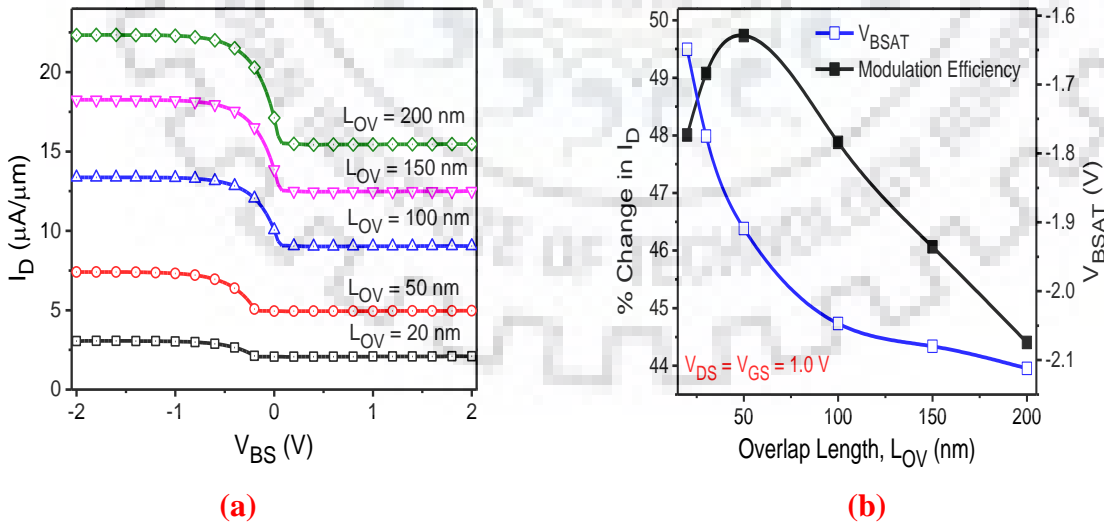 (a)
I_D (μA/μm)
20
15
10
5
0
L_OV = 200 nm
L_OV = 150 nm
L_OV = 100 nm
L_OV = 50 nm
L_OV = 20 nm
-2
-1
0
1
2
V_BS (V)
(a)
(b)
% Change in I_D
50
49
48
47
46
45
44
V_BSAT
Modulation Efficiency
V_DS = V_GS = 1.0 V
-1.6
-1.7
-1.8
-1.9
-2.0
-2.1
V_BSAT (V)
50
100
150
200
Overlap Length, L_OV (nm)
(b)